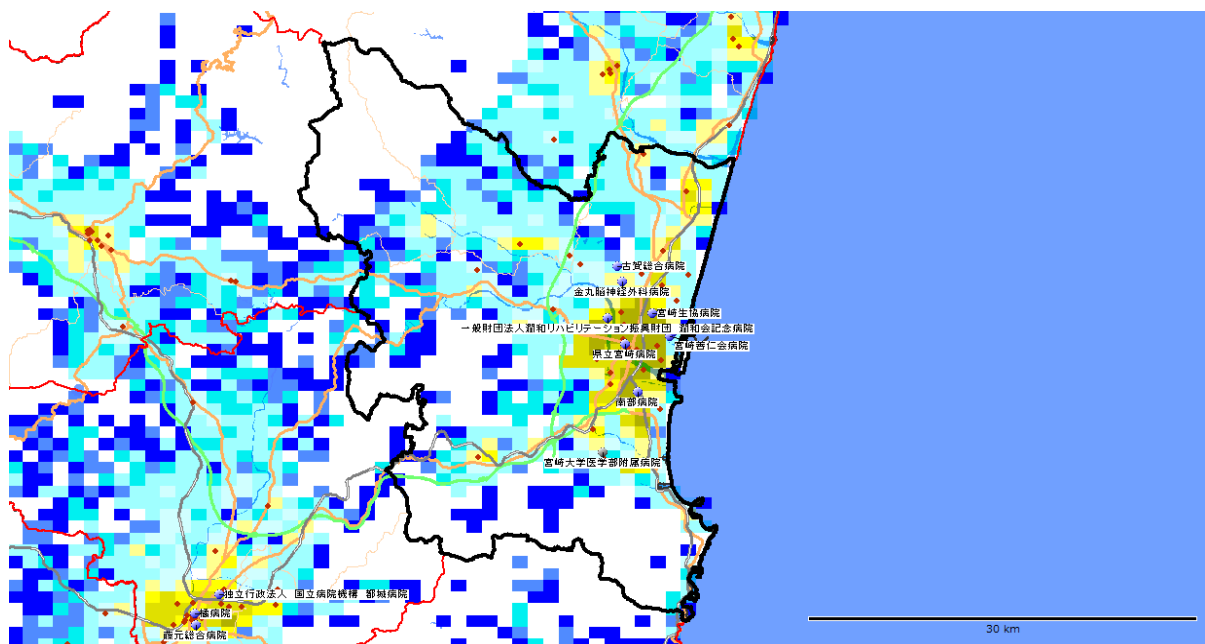 古賀総合病院
金丸脳神経外科病院
宮崎生協病院
一般財団法人潤和リハビリテーション振興財団 潤和会記念病院
宮崎善仁会病院
県立宮崎病院
南部病院
宮崎大学医学部附属病院
独立行政法人 国立病院機構 都城病院
橘病院
藤元総合病院
30 km